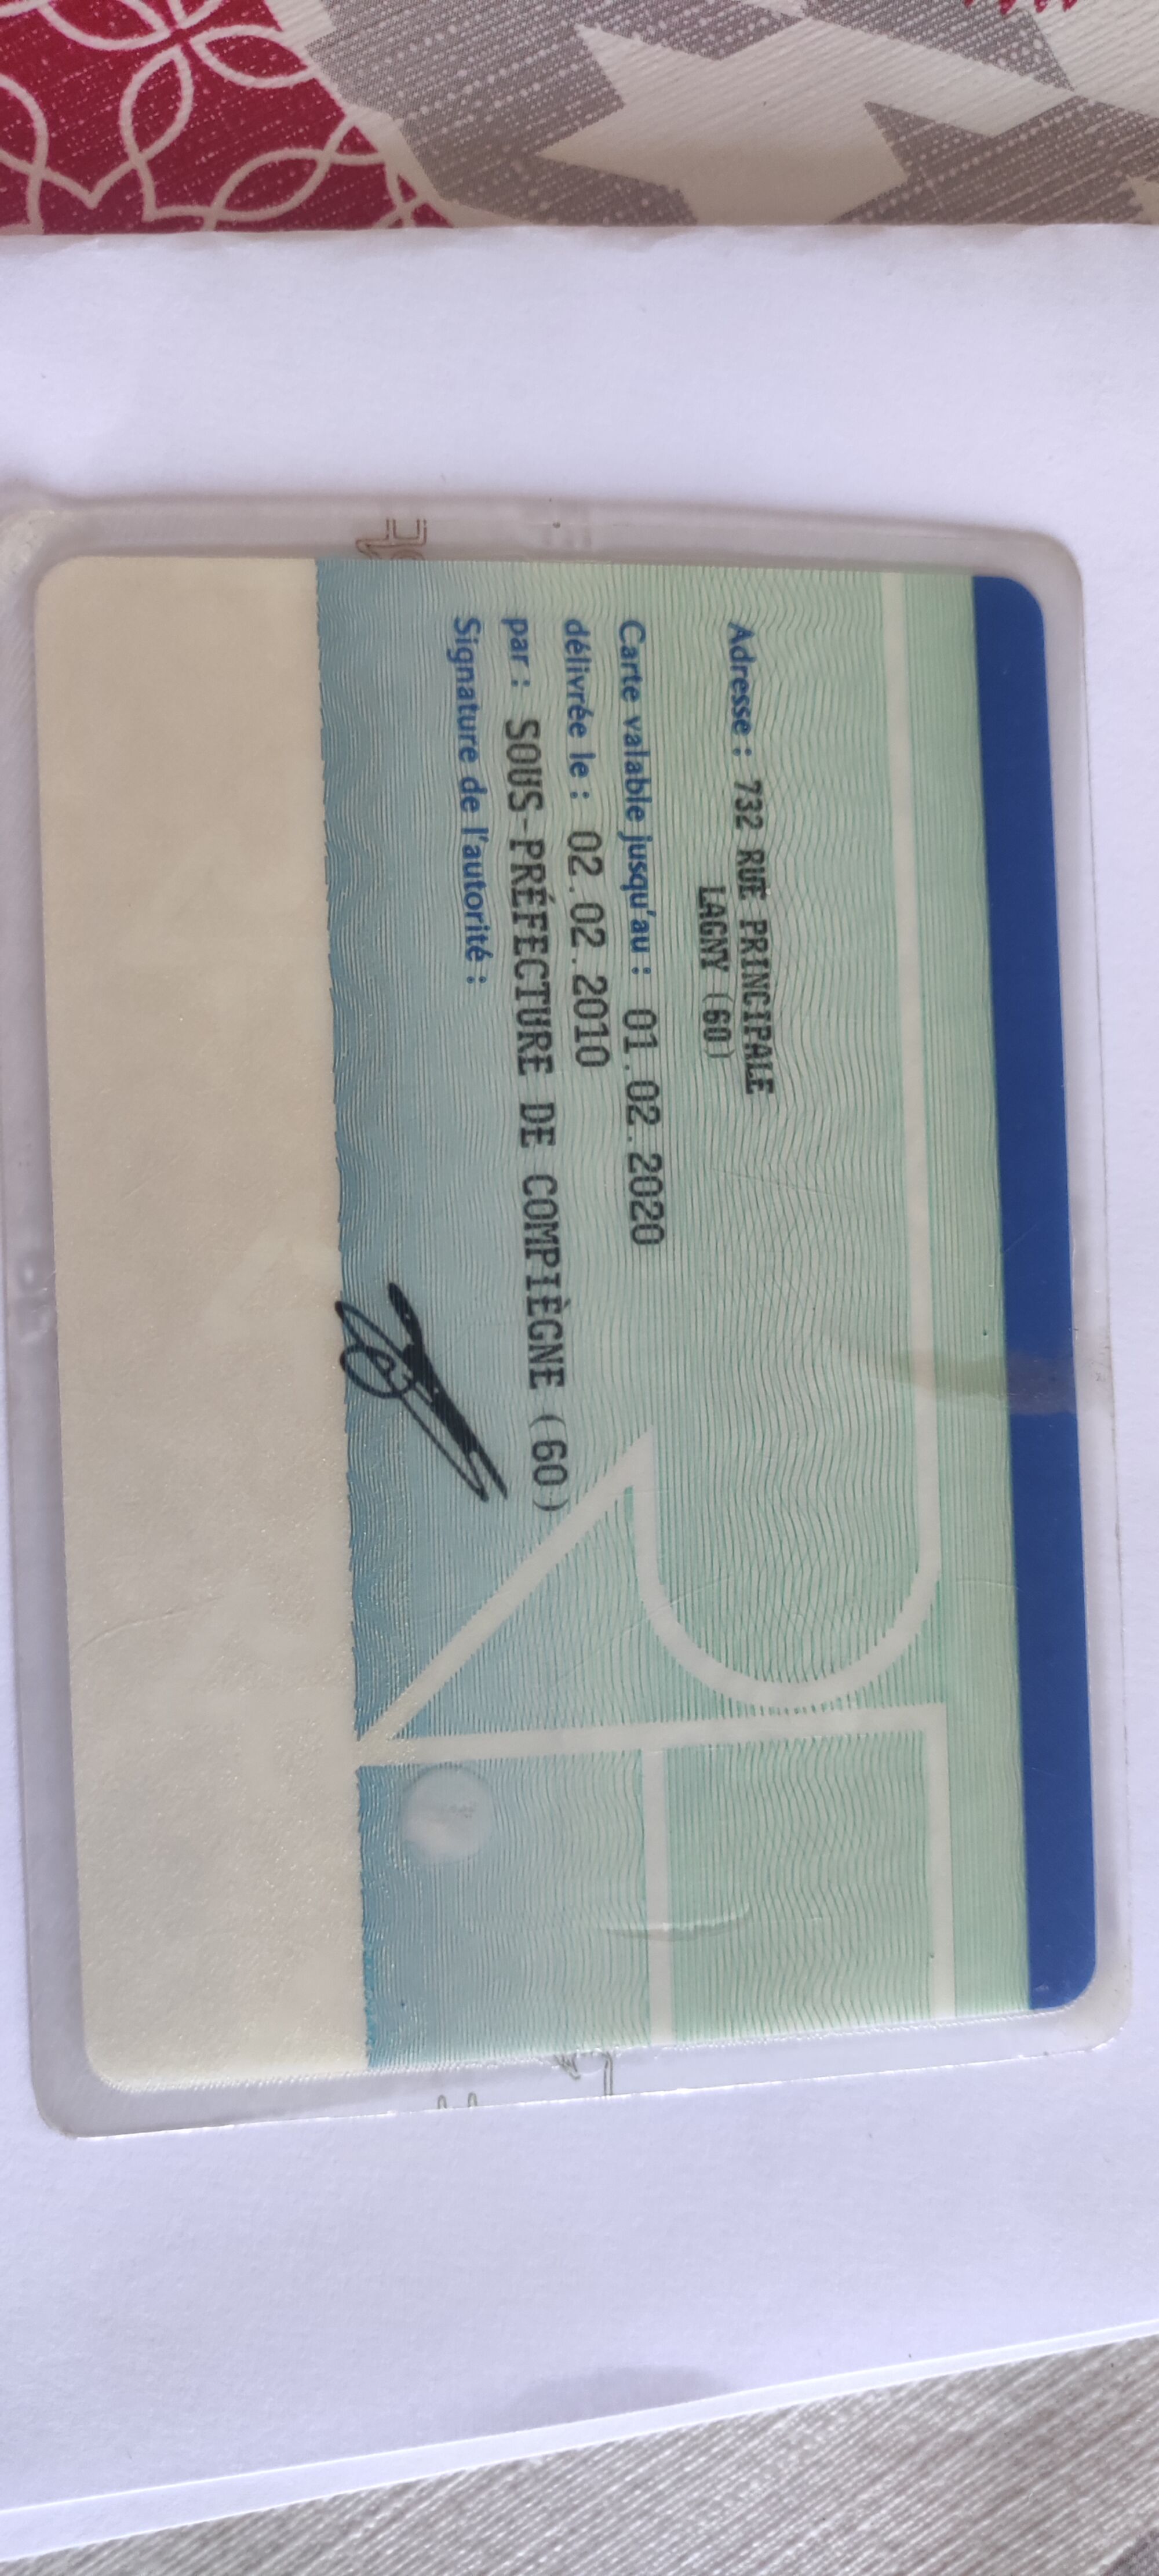 Adresse : 732 RUE PRINCIPALE
LAGNY (60)
Carte valable jusqu'au : 01.02.2020
délivrée le : 02.02.2010
par : SOUS-PRÉFECTURE DE COMPIÈGNE (60)
Signature de l'autorité :